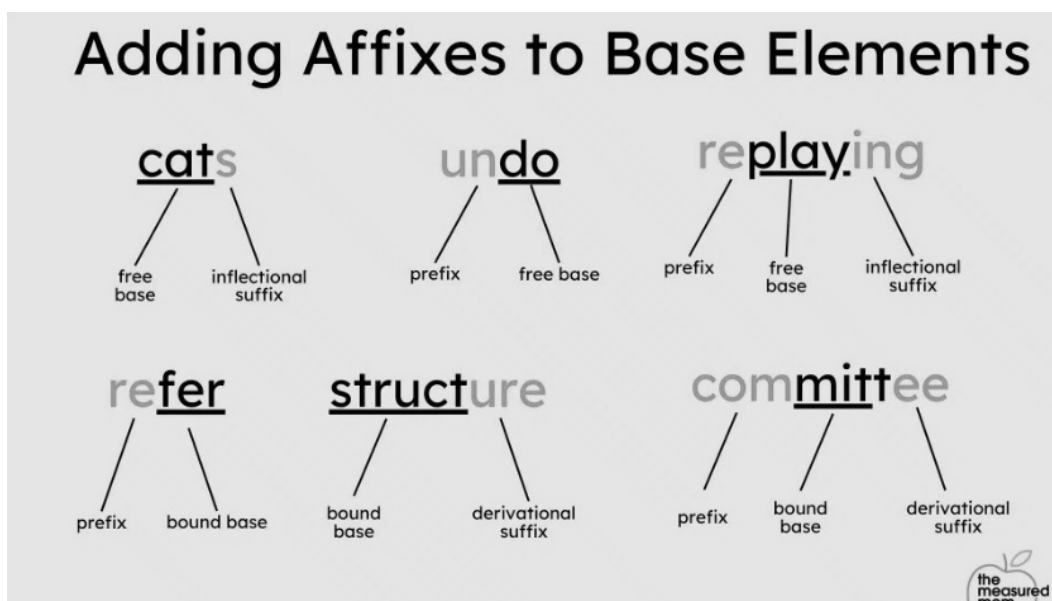 Adding Affixes to Base Elements
cats
free
base
inflectional
suffix
undo
prefix
free base
replaying
prefix
free
base
inflectional
suffix
refer
prefix
bound base
structure
bound
base
derivational
suffix
committee
prefix
bound
base
derivational
suffix
the
measured
mom